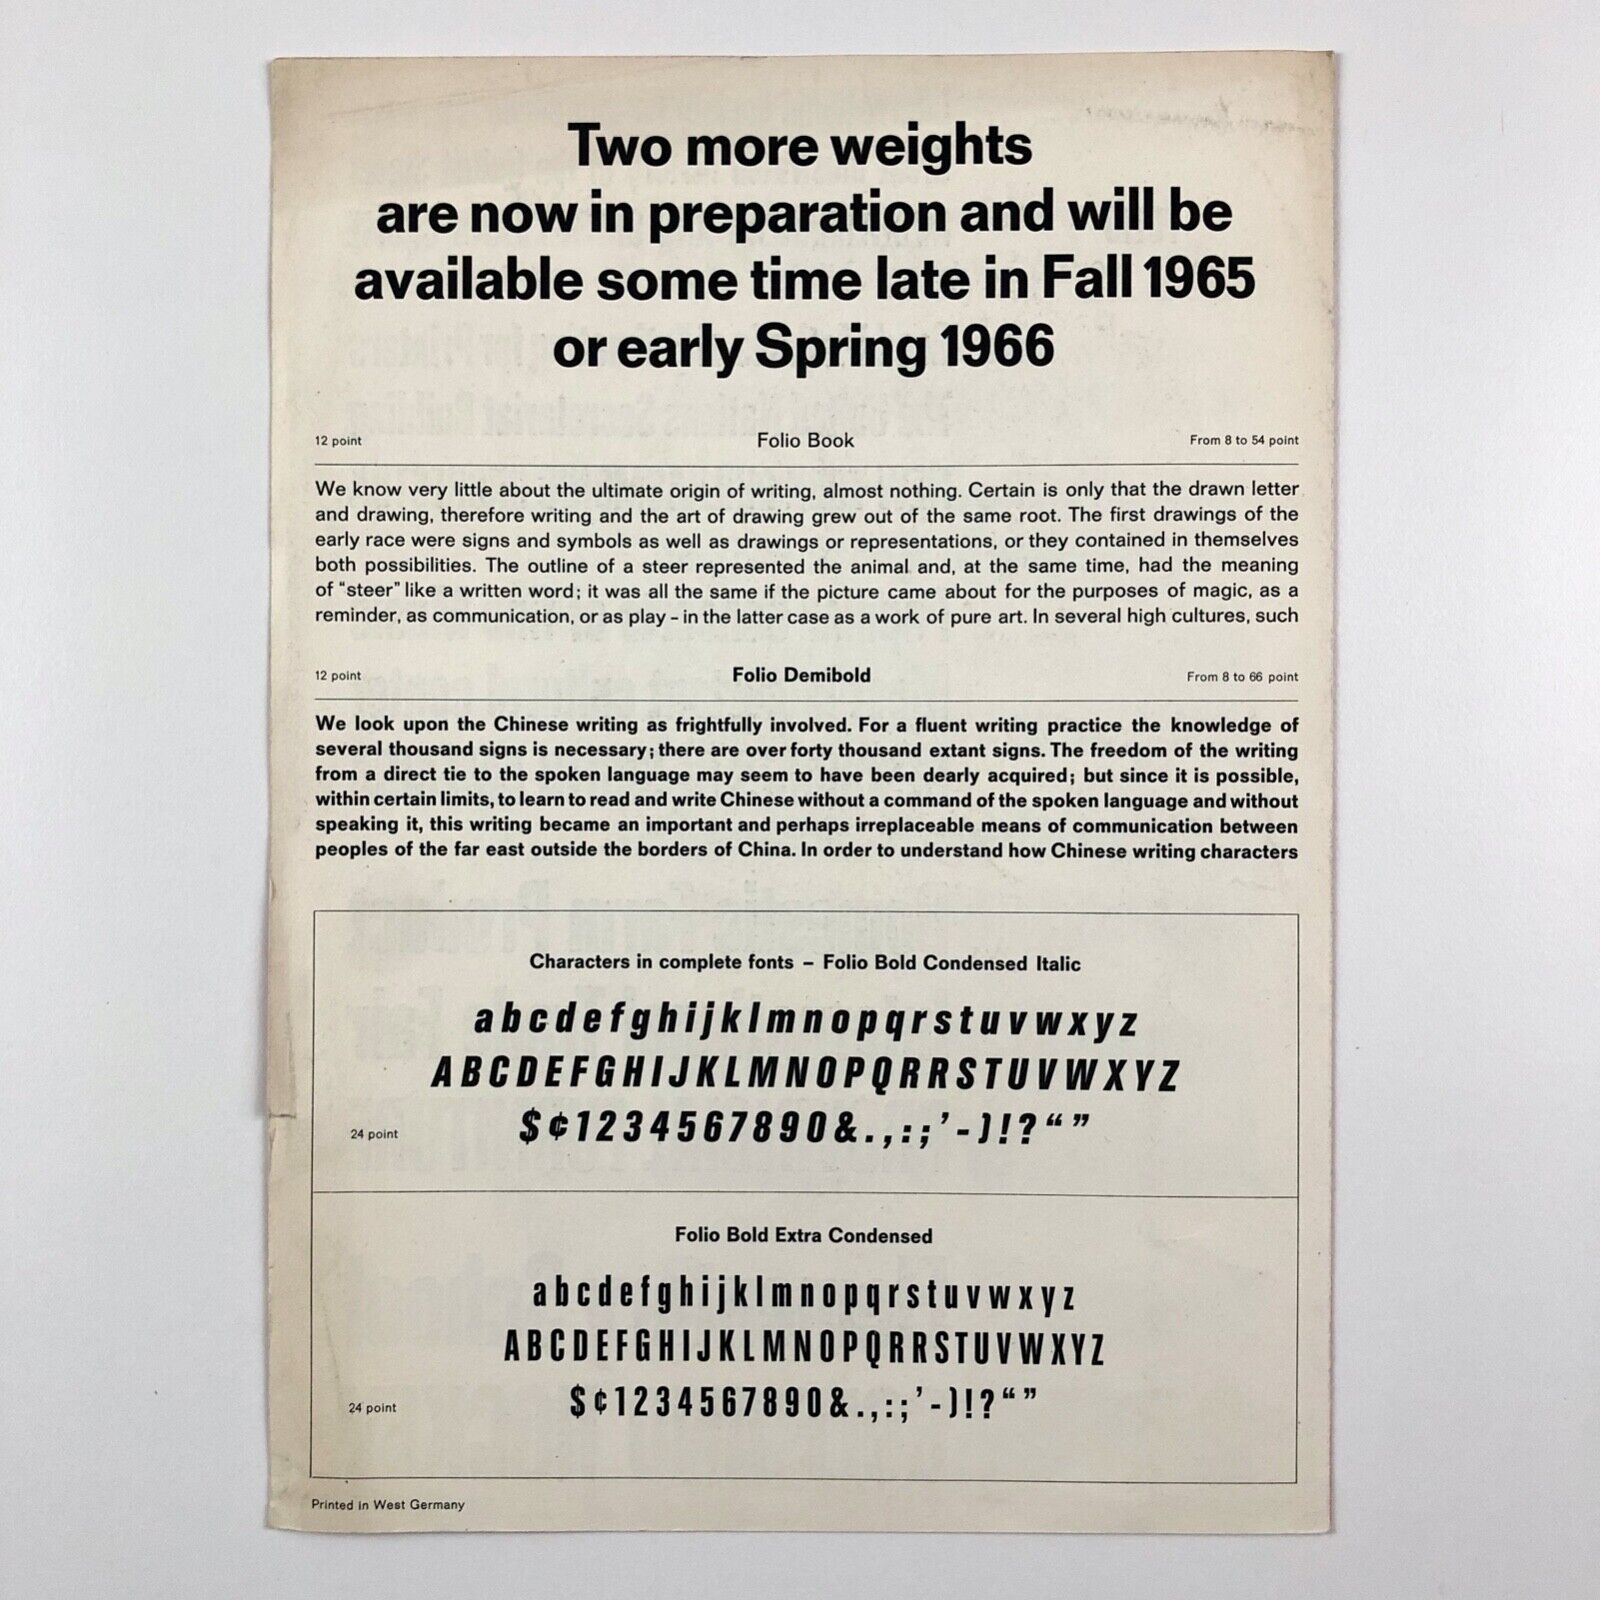 Two more weights
are now in preparation and will be
available some time late in Fall 1965
or early Spring 1966
12 point Folio Book From 8 to 54 point
We know very little about the ultimate origin of writing, almost nothing. Certain is only that the drawn letter
and drawing, therefore writing and the art of drawing grew out of the same root. The first drawings of the
early race were signs and symbols as well as drawings or representations, or they contained in themselves
both possibilities. The outline of a steer represented the animal and, at the same time, had the meaning
of “steer” like a written word; it was all the same if the picture came about for the purposes of magic, as a
reminder, as communication, or as play – in the latter case as a work of pure art. In several high cultures, such
12 point Folio Demibold From 8 to 66 point
We look upon the Chinese writing as frightfully involved. For a fluent writing practice the knowledge of
several thousand signs is necessary; there are over forty thousand extant signs. The freedom of the writing
from a direct tie to the spoken language may seem to have been dearly acquired; but since it is possible,
within certain limits, to learn to read and write Chinese without a command of the spoken language and without
speaking it, this writing became an important and perhaps irreplaceable means of communication between
peoples of the far east outside the borders of China. In order to understand how Chinese writing characters
Characters in complete fonts – Folio Bold Condensed Italic
abcdefghijklmnopqrstuvwxyz
ABCDEFGHIJKLMNOPQRRSTUVWXYZ
24 point $¢1234567890&.,:;’-)!?“”
Folio Bold Extra Condensed
abcdefghijklmnopqrstuvwxyz
ABCDEFGHIJKLMNOPQRRSTUVWXYZ
24 point $¢1234567890&.,:;’-)!?“”
Printed in West Germany